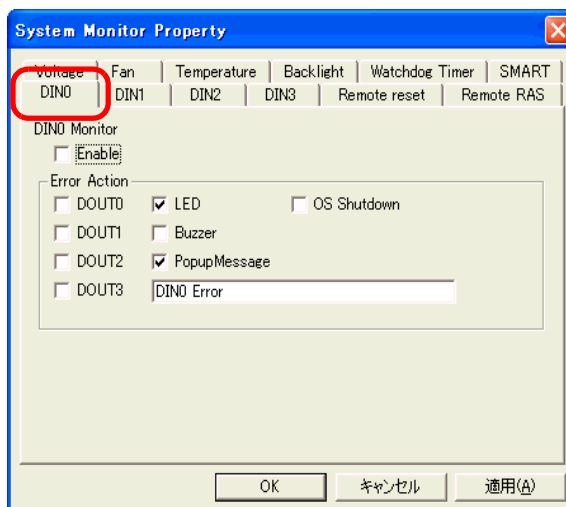 System Monitor Property
Voltage Fan Temperature Backlight Watchdog Timer SMART
DIN0 DIN1 DIN2 DIN3 Remote reset Remote RAS
DIN0 Monitor
Enable
Error Action
DOUT0 LED OS Shutdown
DOUT1 Buzzer
DOUT2 PopupMessage
DOUT3 DIN0 Error
OK キャンセル 適用(A)